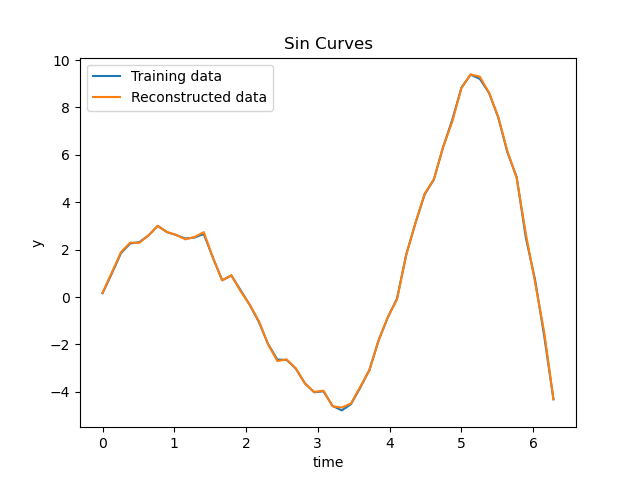 Sin Curves
Training data
Reconstructed data
10
8
6
4
2
0
−2
−4
y
0 1 2 3 4 5 6
time